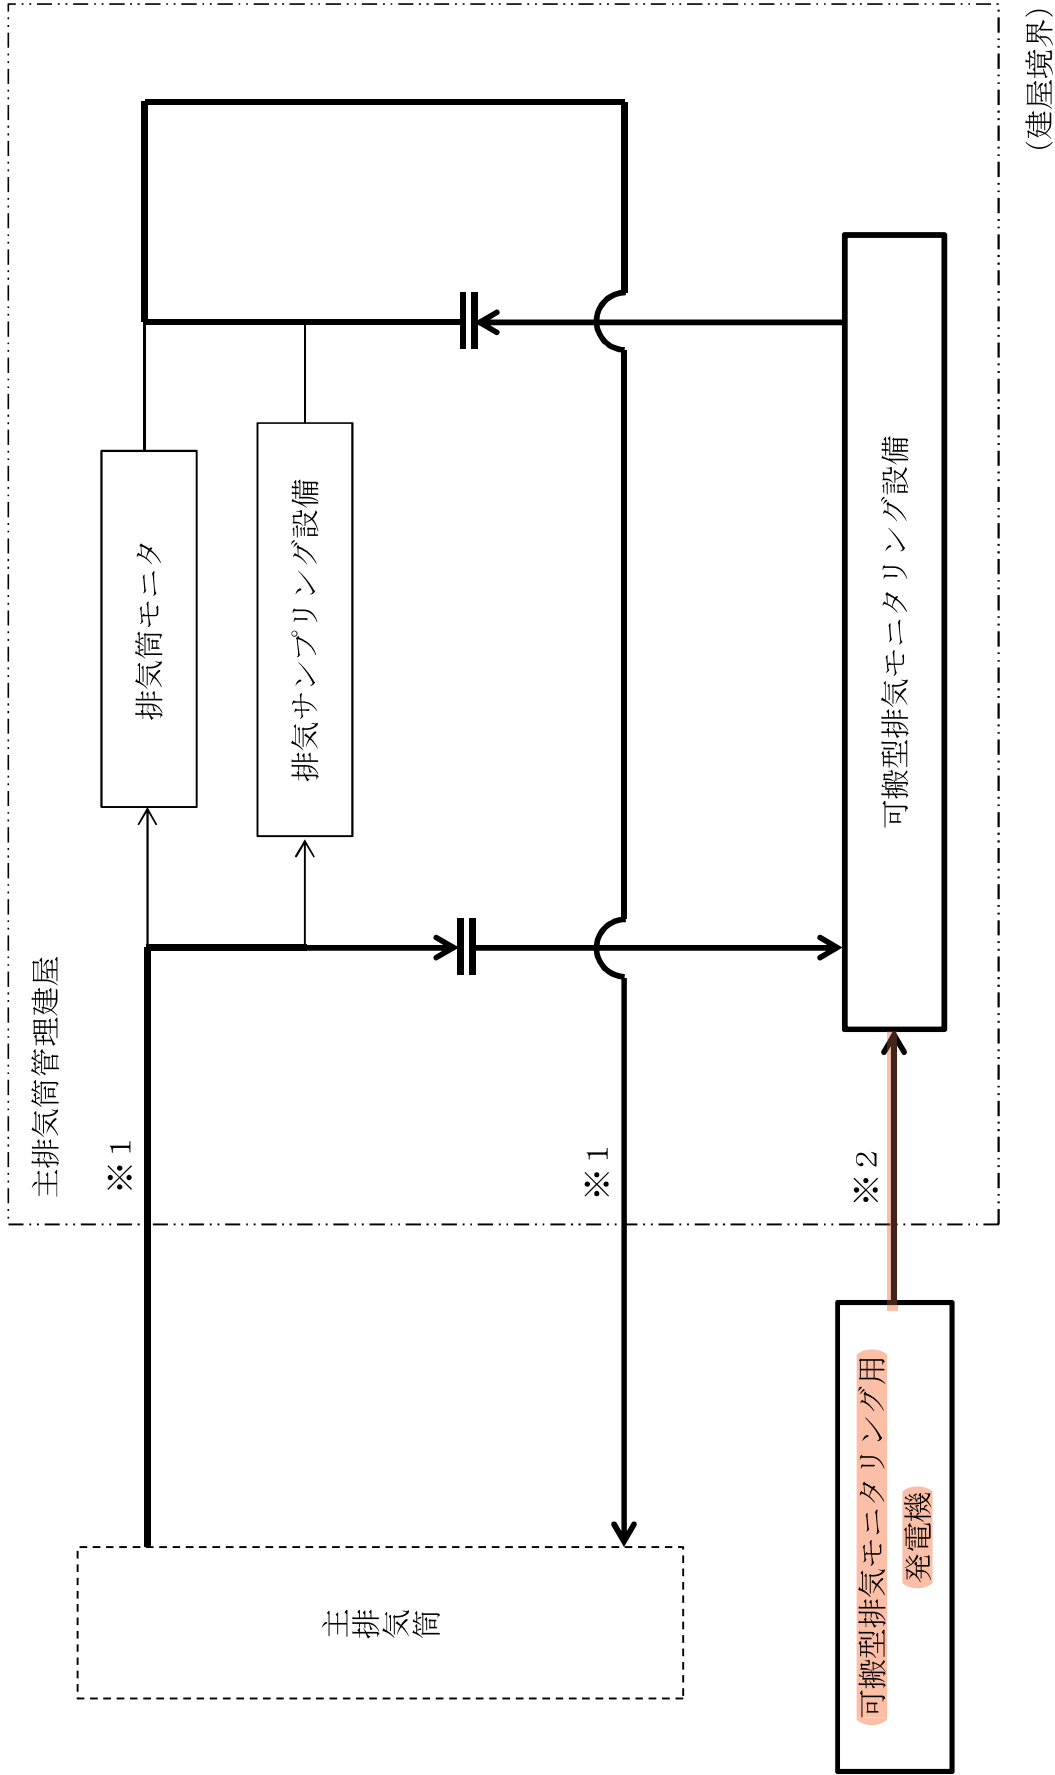 主排気筒管理建屋
※1
排気筒モニタ
排気サンプリング設備
主排気筒
※1
※2
可搬型排気モニタリング用
発電機
可搬型排気モニタリング設備
(建屋境界)